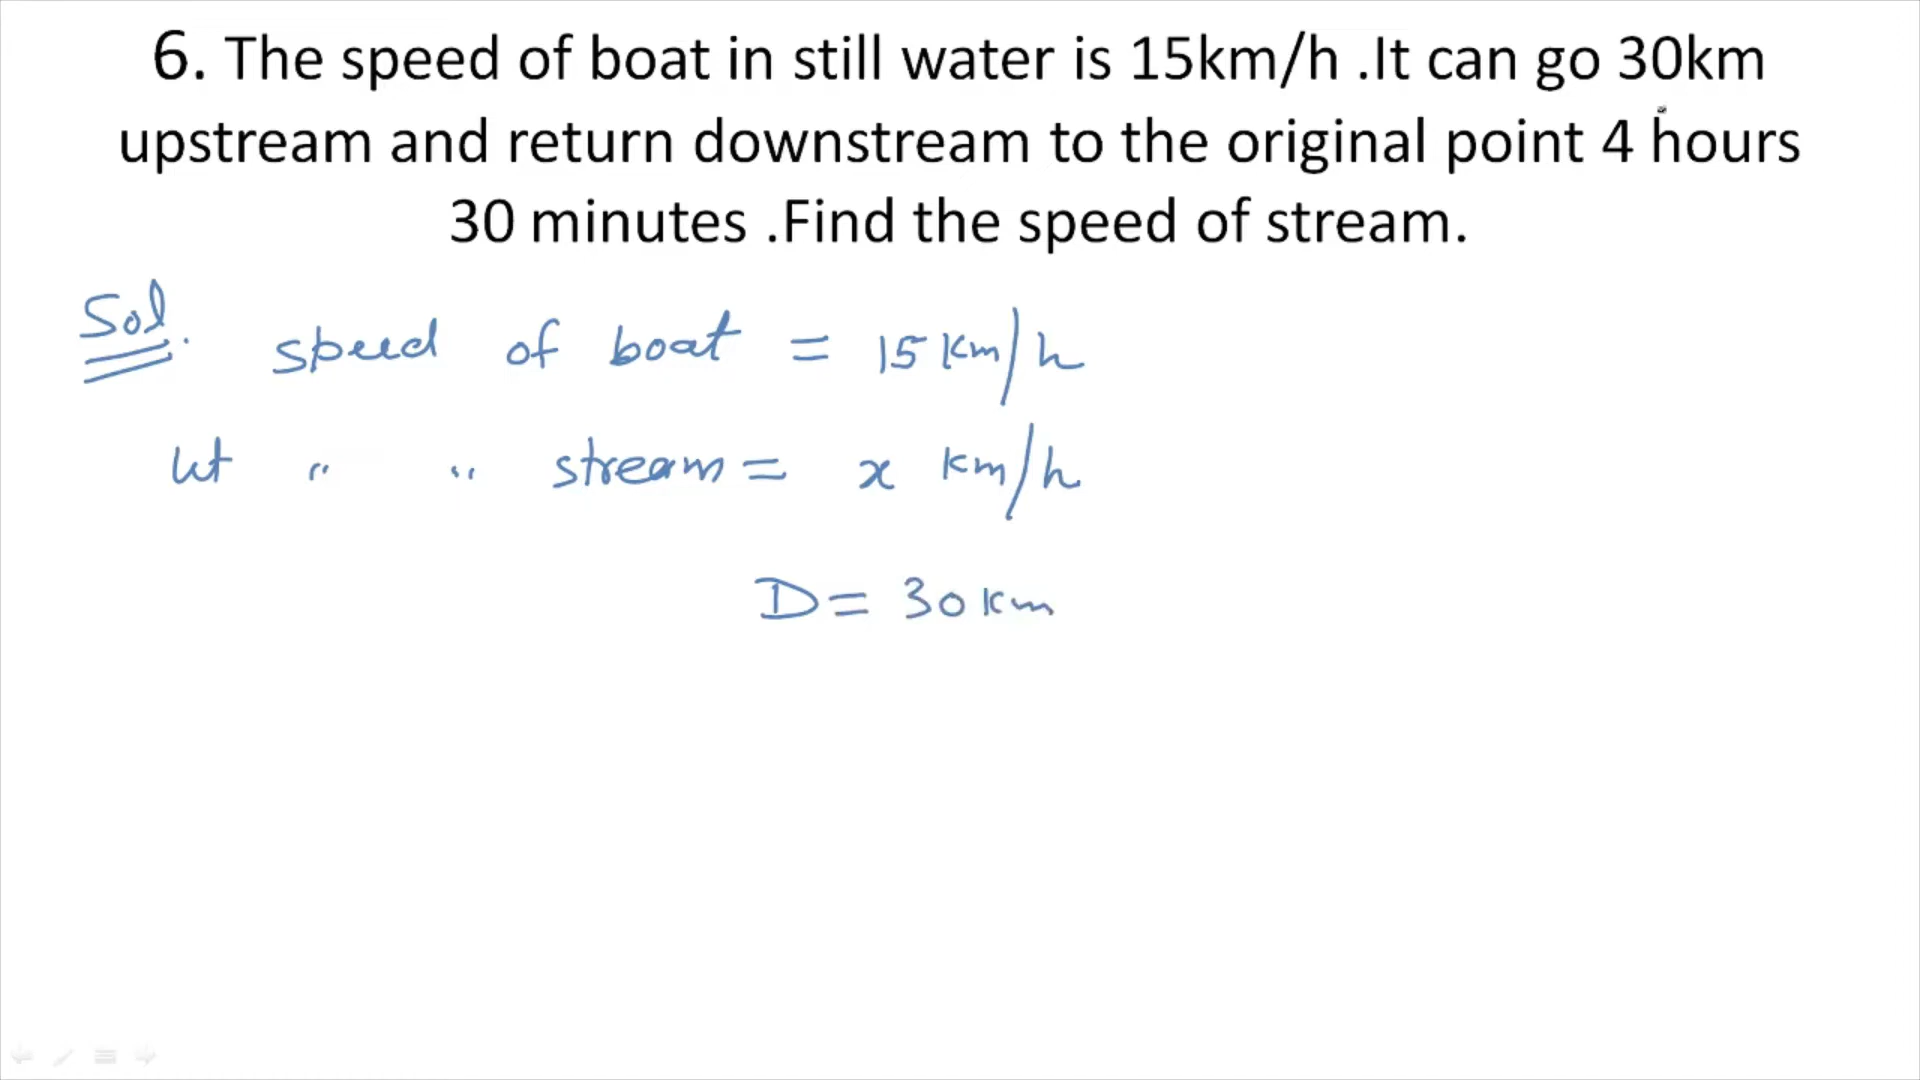 6. The speed of boat in still water is 15km/h .It can go 30km
upstream and return downstream to the original point 4 hours
30 minutes .Find the speed of stream.
Sol.
speed of boat = 15 km/h
let " " stream = x km/h
D = 30 km